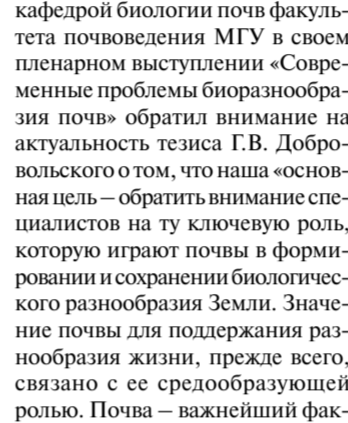 кафедрой биологии почв факуль-
тета почвоведения МГУ в своем
пленарном выступлении «Совре-
менные проблемы биоразнообра-
зия почв» обратил внимание на
актуальность тезиса Г.В. Добро-
вольского о том, что наша «основ-
ная цель – обратить внимание спе-
циалистов на ту ключевую роль,
которую играют почвы в форми-
ровании и сохранении биологичес-
кого разнообразия Земли. Значе-
ние почвы для поддержания раз-
нообразия жизни, прежде всего,
связано с ее средообразующей
ролью. Почва – важнейший фак-